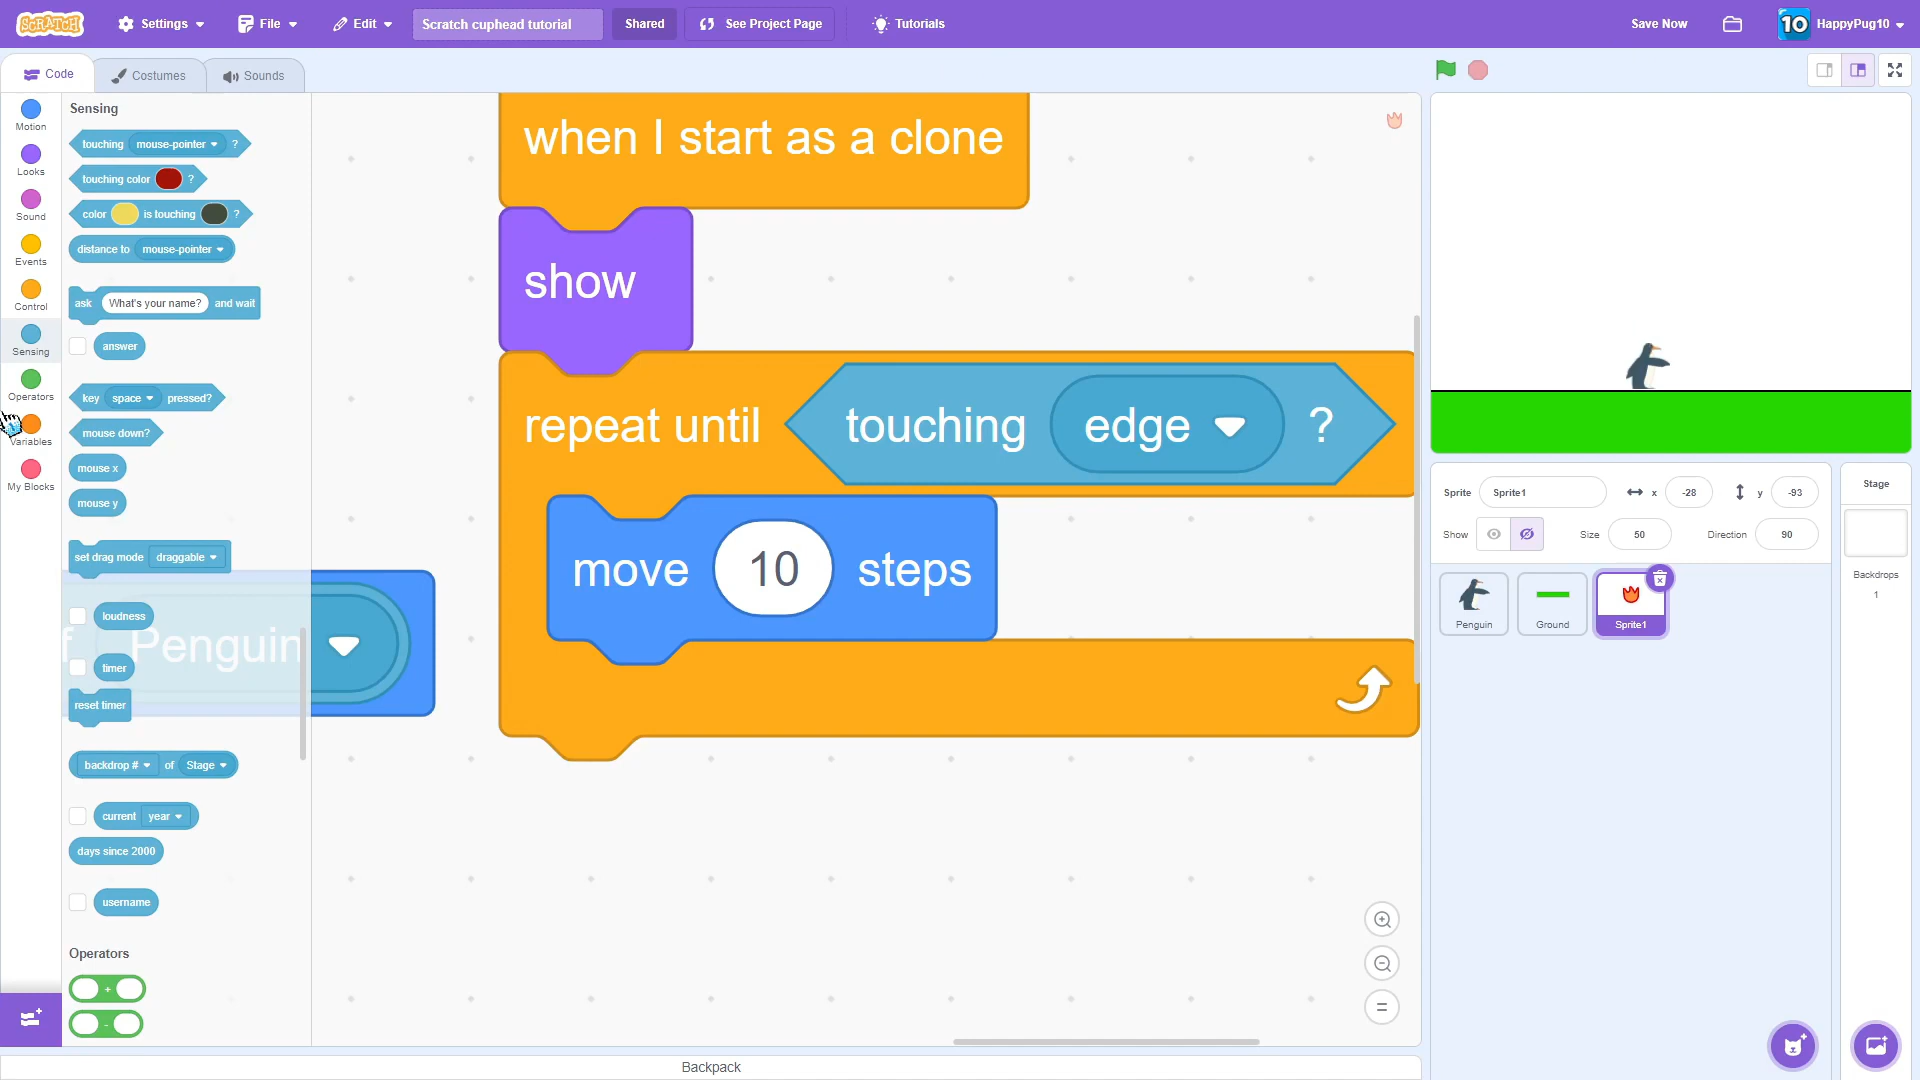 SCRATCH Settings File Edit Scratch cuphead tutorial Shared See Project Page Tutorials Save Now 10 HappyPug10
Code Costumes Sounds
Motion
Looks
Sound
Events
Control
Sensing
Operators
Variables
My Blocks
Sensing
touching mouse-pointer ?
touching color ?
color is touching ?
distance to mouse-pointer
ask What's your name? and wait
answer
key space pressed?
mouse down?
mouse x
mouse y
set drag mode draggable
loudness
timer
reset timer
backdrop # of Stage
current year
days since 2000
username
Operators
+
-
Penguin
when I start as a clone
show
repeat until touching edge ?
move 10 steps
=
Backpack
Sprite Sprite1 x -28 y -93
Show Size 50 Direction 90
Penguin Ground Sprite1
Stage
Backdrops
1